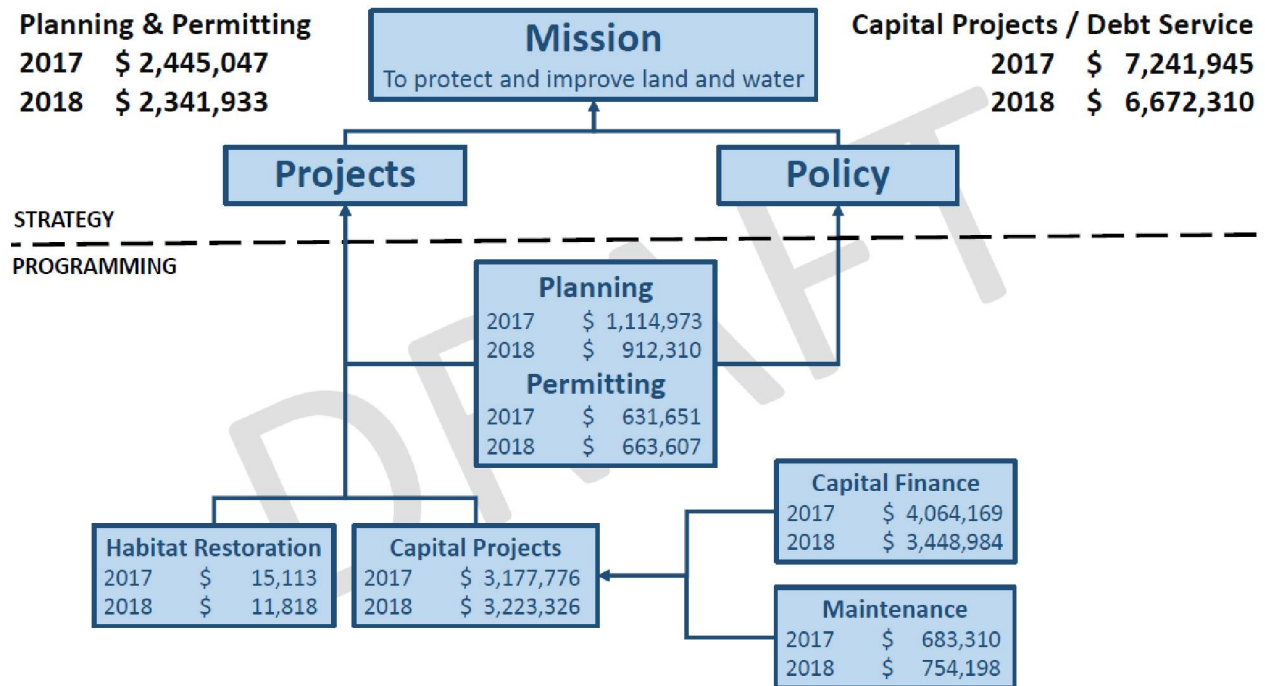 Planning & Permitting
2017 $ 2,445,047
2018 $ 2,341,933
Mission
To protect and improve land and water
Capital Projects / Debt Service
2017 $ 7,241,945
2018 $ 6,672,310
Projects
Policy
STRATEGY
PROGRAMMING
Planning
2017 $ 1,114,973
2018 $ 912,310
Permitting
2017 $ 631,651
2018 $ 663,607
Habitat Restoration
2017 $ 15,113
2018 $ 11,818
Capital Projects
2017 $ 3,177,776
2018 $ 3,223,326
Capital Finance
2017 $ 4,064,169
2018 $ 3,448,984
Maintenance
2017 $ 683,310
2018 $ 754,198
DRAFT